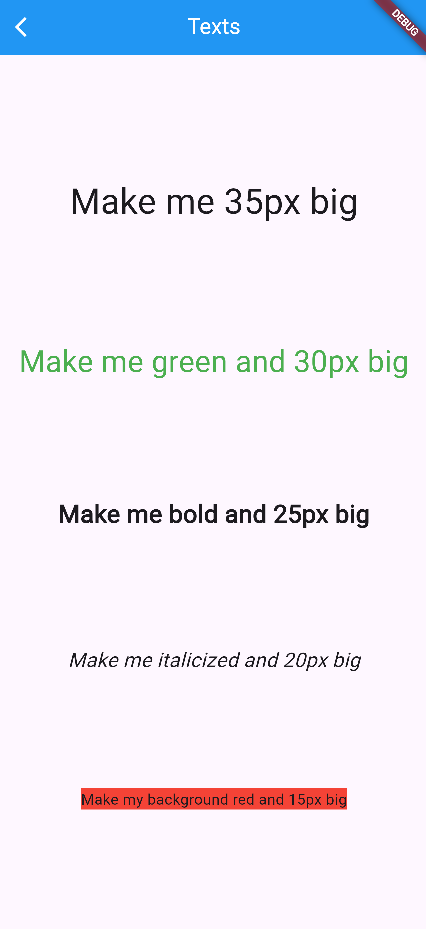 Texts
DEBUG
Make me 35px big
Make me green and 30px big
Make me bold and 25px big
Make me italicized and 20px big
Make my background red and 15px big